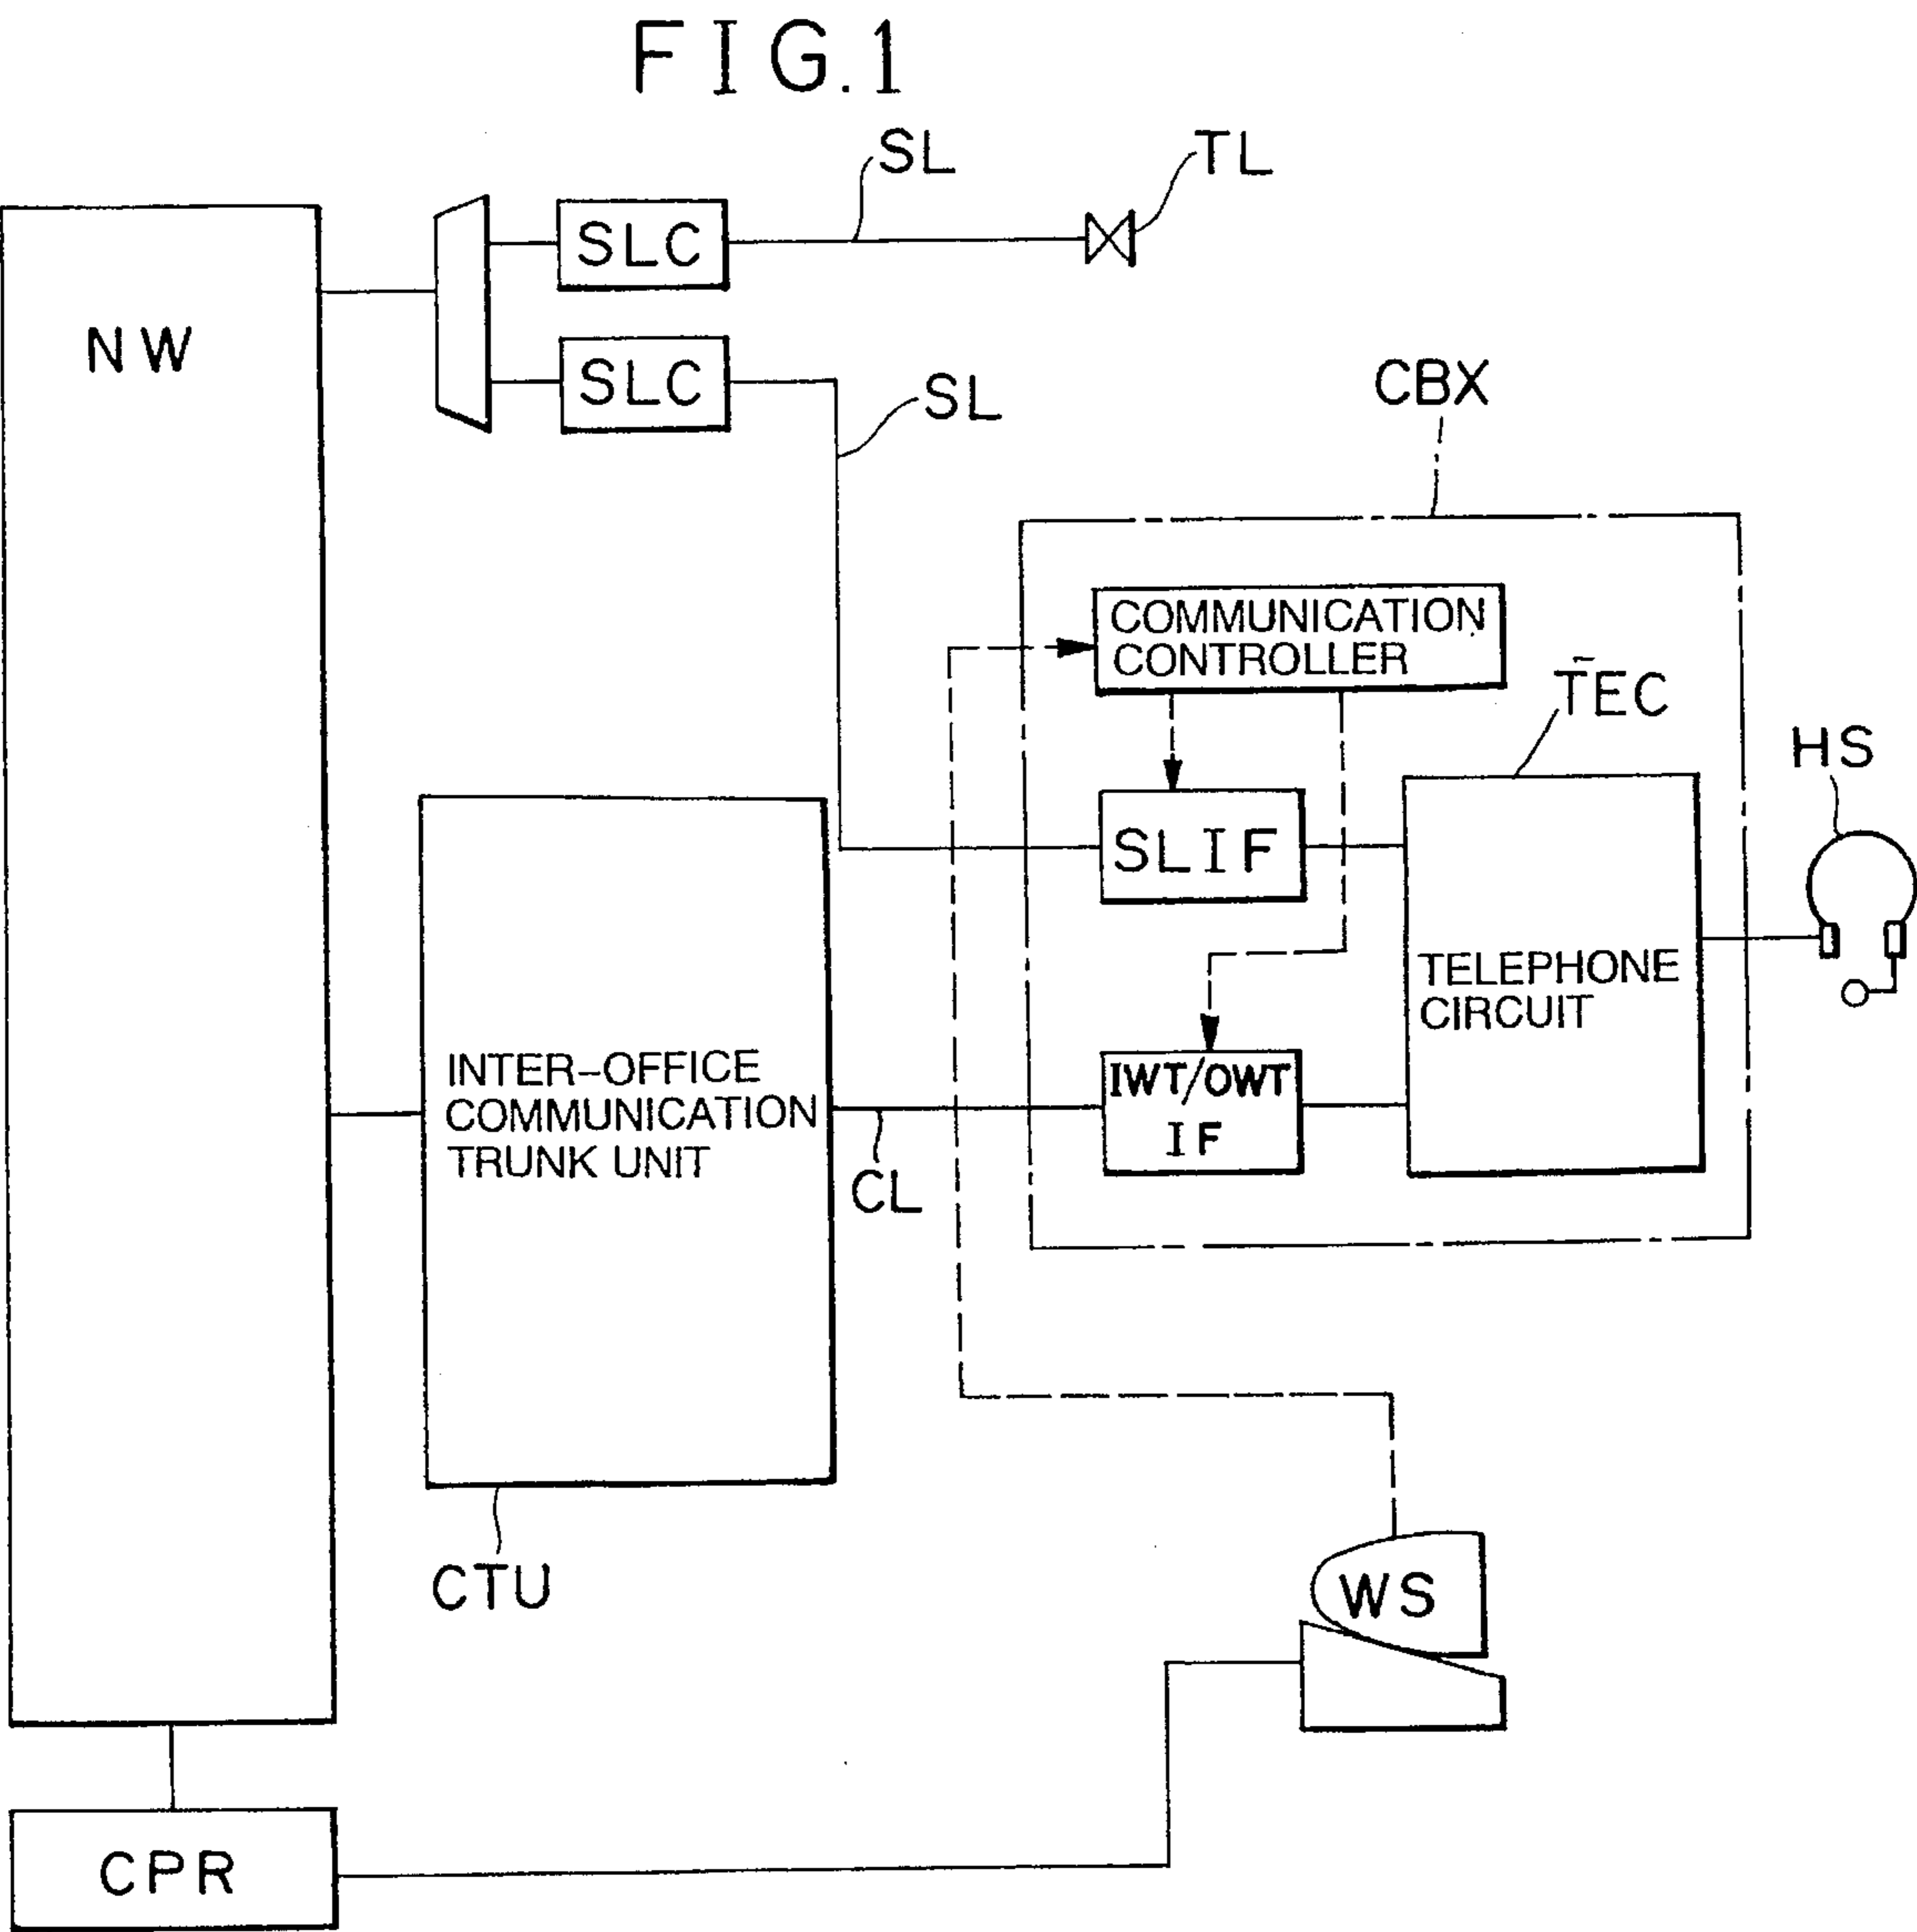 FIG.1
SL
TL
SLC
NW
SLC
SL
CBX
COMMUNICATION
CONTROLLER
TEC
HS
SLIF
TELEPHONE
CIRCUIT
INTER-OFFICE
COMMUNICATION
TRUNK UNIT
IWT/OWT
IF
CL
CTU
WS
CPR